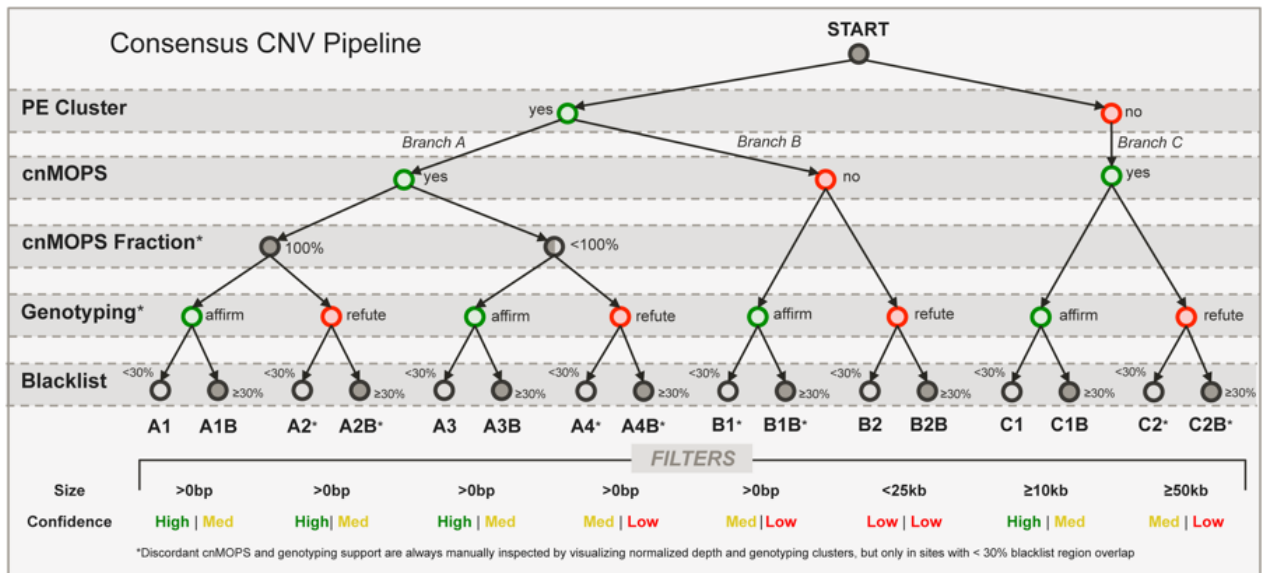 Consensus CNV Pipeline
START
PE Cluster
yes
no
Branch A
Branch B
Branch C
cnMOPS
yes
no
yes
cnMOPS Fraction*
100%
<100%
Genotyping*
affirm
refute
affirm
refute
affirm
refute
affirm
refute
Blacklist
<30% ≥30% <30% ≥30% <30% ≥30% <30% ≥30% <30% ≥30% <30% ≥30% <30% ≥30% <30% ≥30%
A1 A1B A2* A2B* A3 A3B A4* A4B* B1* B1B* B2 B2B C1 C1B C2* C2B*
FILTERS
Size >0bp >0bp >0bp >0bp >0bp <25kb ≥10kb ≥50kb
Confidence High | Med High| Med High | Med Med | Low Med |Low Low | Low High | Med Med | Low
*Discordant cnMOPS and genotyping support are always manually inspected by visualizing normalized depth and genotyping clusters, but only in sites with < 30% blacklist region overlap